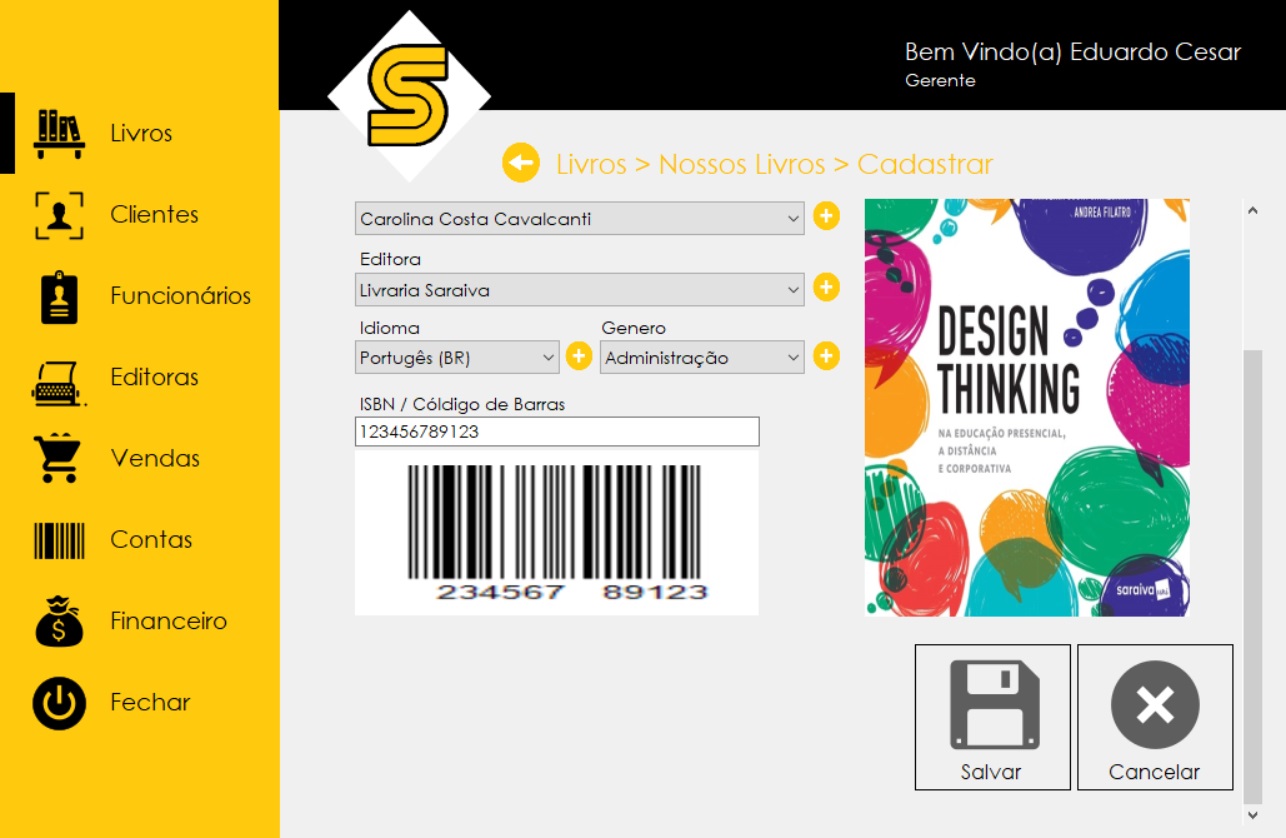 Bem Vindo(a) Eduardo Cesar
Gerente
Livros
Clientes
Funcionários
Editoras
Vendas
Contas
Financeiro
Fechar
S
Livros > Nossos Livros > Cadastrar
Carolina Costa Cavalcanti
Editora
Livraria Saraiva
Idioma
Genero
Portugês (BR)
Administração
ISBN / Cóldigo de Barras
123456789123
234567 89123
ANDREA FILATRO
DESIGN
THINKING
NA EDUCAÇÃO PRESENCIAL,
A DISTÂNCIA
E CORPORATIVA
saraiva
Salvar
Cancelar